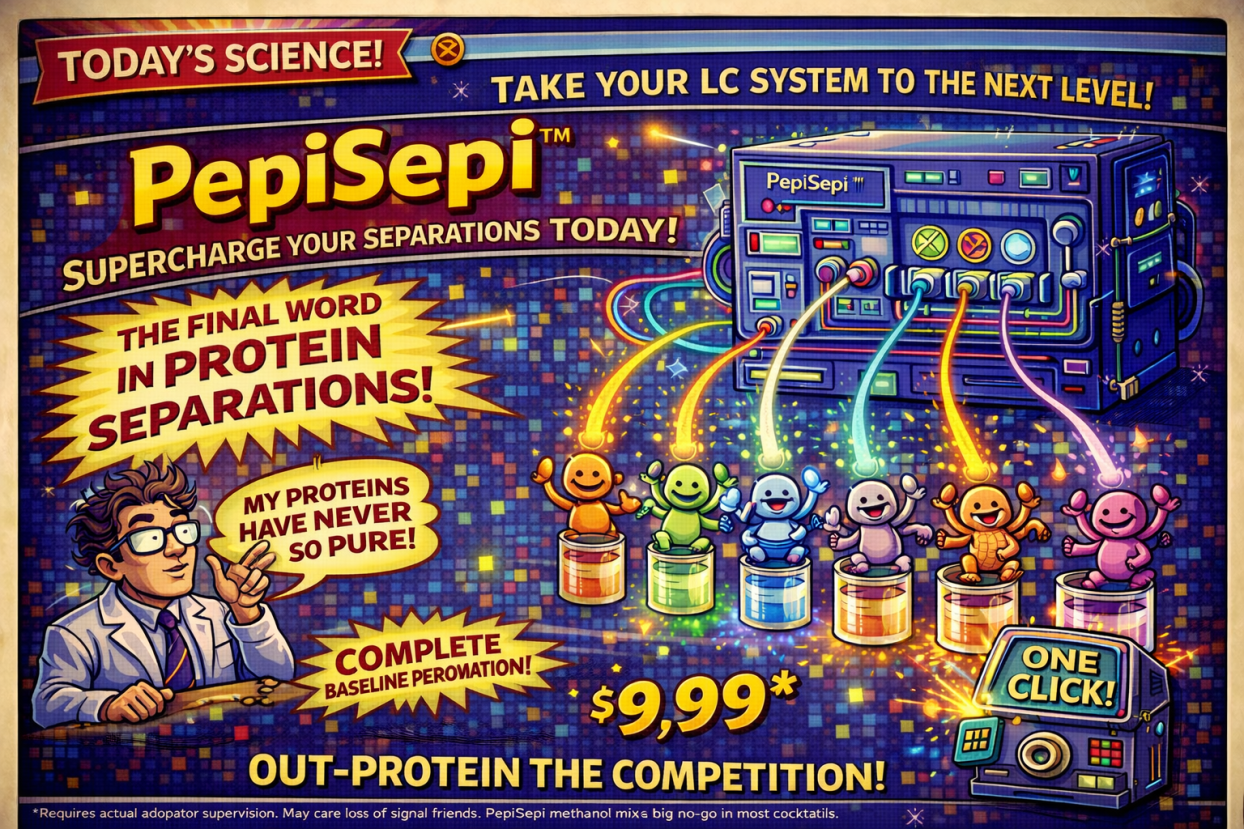 TODAY'S SCIENCE!
TAKE YOUR LC SYSTEM TO THE NEXT LEVEL!
PepiSepi™
SUPERCHARGE YOUR SEPARATIONS TODAY!
PepiSepi™
THE FINAL WORD
IN PROTEIN
SEPARATIONS!
MY PROTEINS
HAVE NEVER
SO PURE!
COMPLETE
BASELINE PEROMATION!
$9,99*
ONE
CLICK!
OUT-PROTEIN THE COMPETITION!
*Requires actual adopator supervision. May care loss of signal friends. PepiSepi methanol mixs big no-go in most cocktatils.